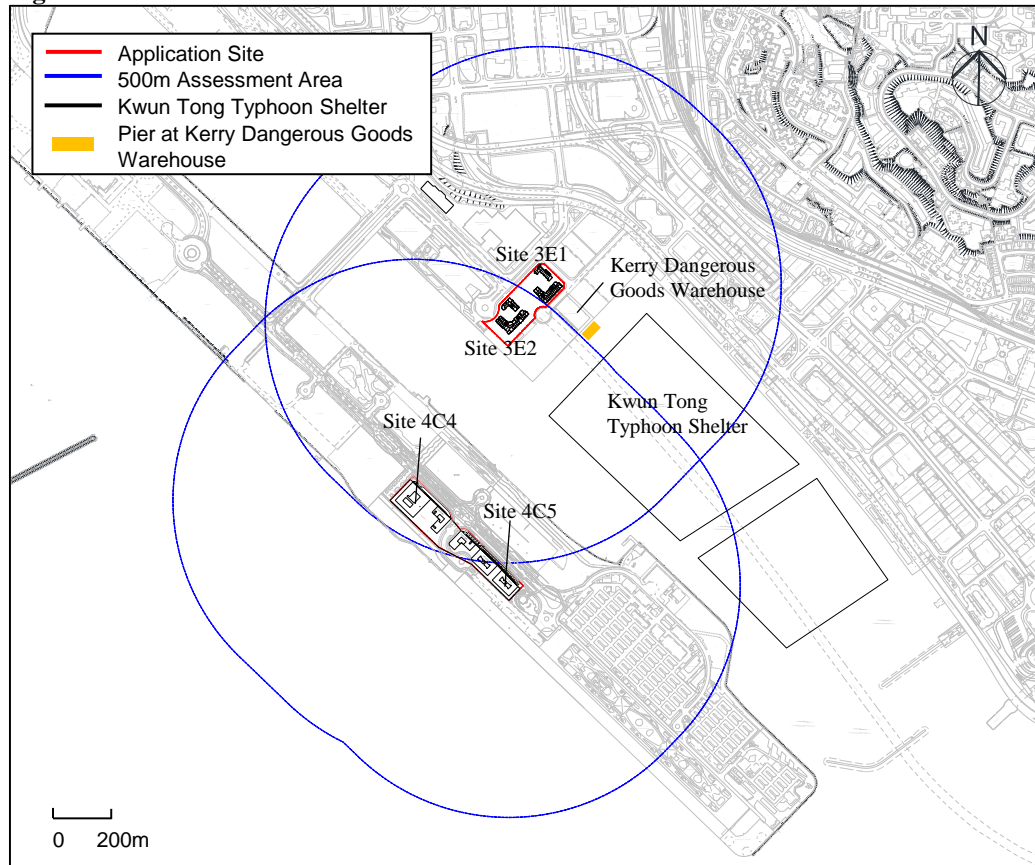 Application Site
500m Assessment Area
Kwun Tong Typhoon Shelter
Pier at Kerry Dangerous Goods
Warehouse
N
Site 3E1
Kerry Dangerous
Goods Warehouse
Site 3E2
Kwun Tong
Typhoon Shelter
Site 4C4
Site 4C5
0 200m